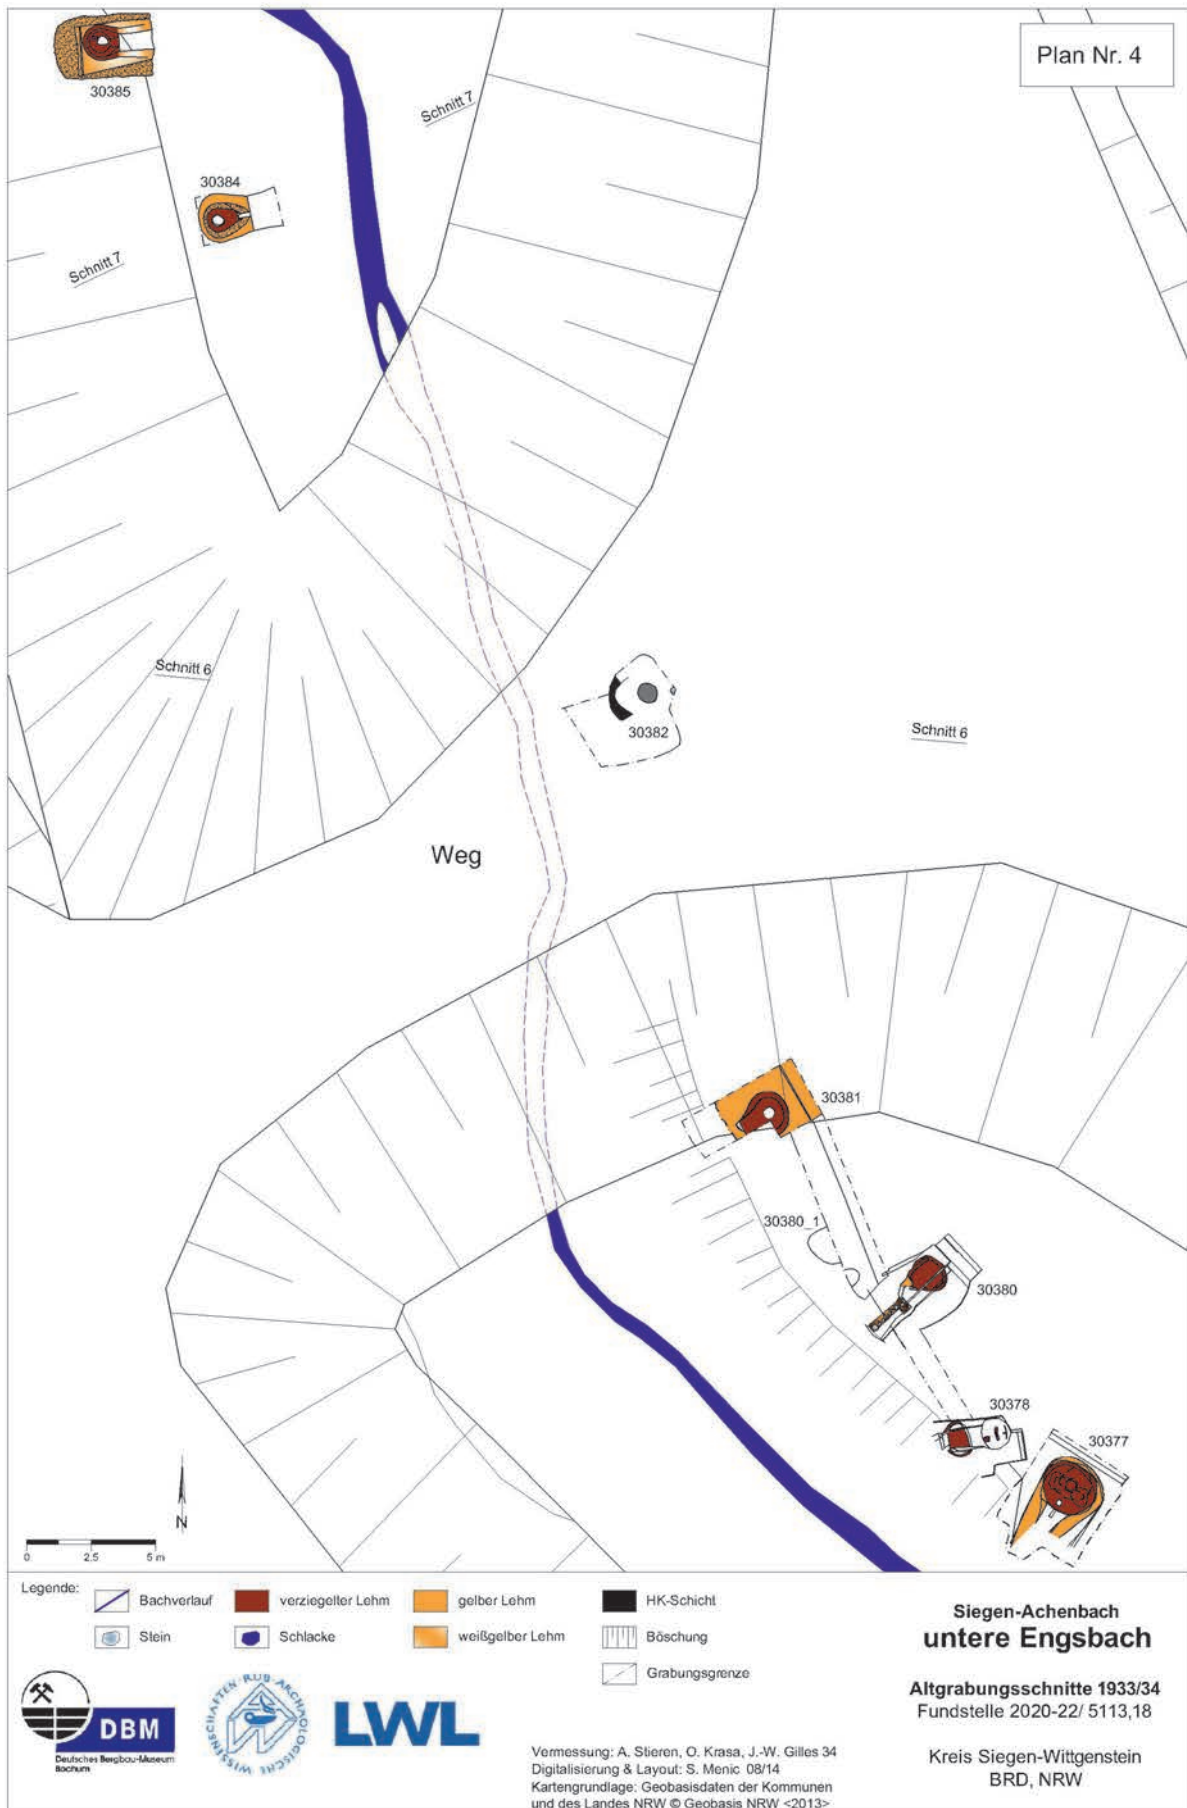 Plan Nr. 4
30385
Schnitt 7
30384
Schnitt 7
Schnitt 6
30382
Schnitt 6
Weg
30381
30380_1
30380
30378
30377
N
0 2.5 5 m
Legende:
Bachverlauf
verziegelter Lehm
gelber Lehm
HK-Schicht
Stein
Schlacke
weißgelber Lehm
Böschung
Grabungsgrenze
Siegen-Achenbach
untere Engsbach
Altgrabungsschnitte 1933/34
Fundstelle 2020-22/ 5113,18
Kreis Siegen-Wittgenstein
BRD, NRW
DBM
Deutsches Bergbau-Museum
Bochum
RUB·ARCHÄOLOGISCHE WISSENSCHAFTEN
LWL
Vermessung: A. Stieren, O. Krasa, J.-W. Gilles 34
Digitalisierung & Layout: S. Menic 08/14
Kartengrundlage: Geobasisdaten der Kommunen
und des Landes NRW © Geobasis NRW <2013>